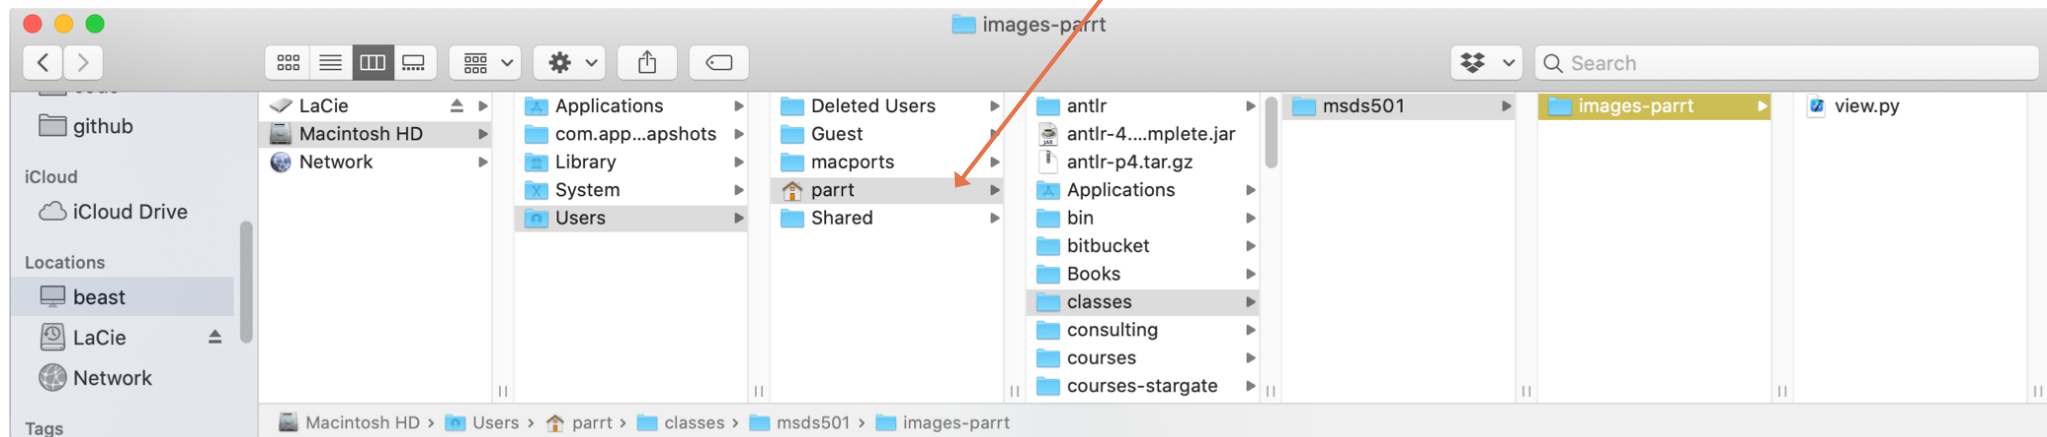 images-parrt
Search
github
iCloud
iCloud Drive
Locations
beast
LaCie
Network
Tags
LaCie
Macintosh HD
Network
Applications
com.app...apshots
Library
System
Users
Deleted Users
Guest
macports
parrt
Shared
antlr
antlr-4....mplete.jar
antlr-p4.tar.gz
Applications
bin
bitbucket
Books
classes
consulting
courses
courses-stargate
msds501
images-parrt
view.py
Macintosh HD › Users › parrt › classes › msds501 › images-parrt